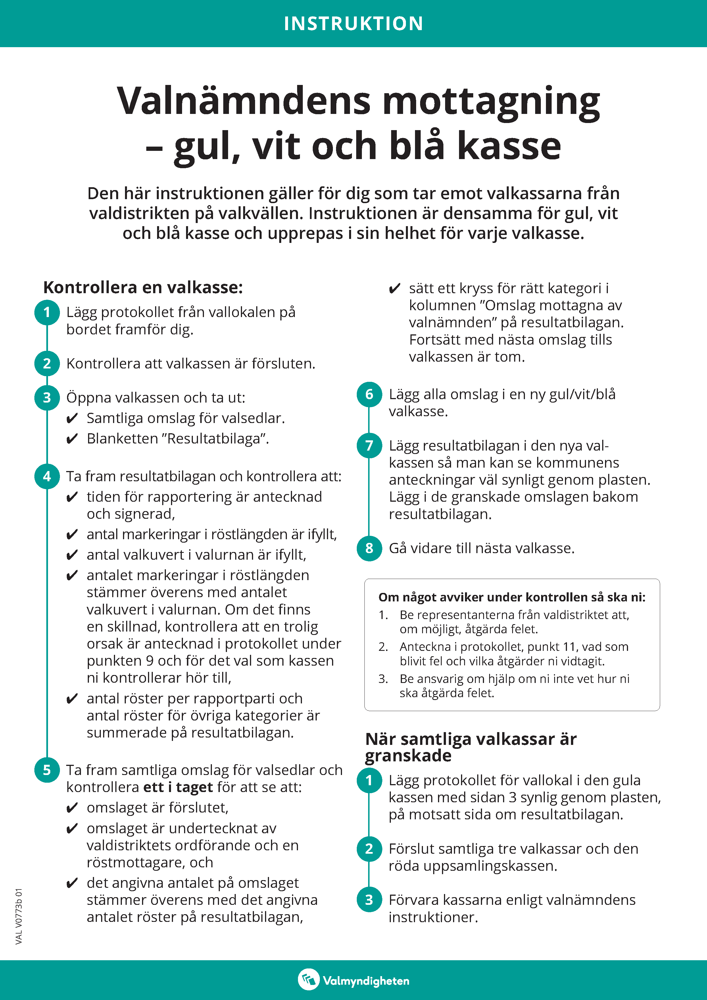 INSTRUKTION
Valnämndens mottagning
– gul, vit och blå kasse
Den här instruktionen gäller för dig som tar emot valkassarna från
valdistrikten på valkvällen. Instruktionen är densamma för gul, vit
och blå kasse och upprepas i sin helhet för varje valkasse.
Kontrollera en valkasse:
1 Lägg protokollet från vallokalen på
bordet framför dig.
2 Kontrollera att valkassen är försluten.
3 Öppna valkassen och ta ut:
✔ Samtliga omslag för valsedlar.
✔ Blanketten ”Resultatbilaga”.
4 Ta fram resultatbilagan och kontrollera att:
✔ tiden för rapportering är antecknad
och signerad,
✔ antal markeringar i röstlängden är ifyllt,
✔ antal valkuvert i valurnan är ifyllt,
✔ antalet markeringar i röstlängden
stämmer överens med antalet
valkuvert i valurnan. Om det finns
en skillnad, kontrollera att en trolig
orsak är antecknad i protokollet under
punkten 9 och för det val som kassen
ni kontrollerar hör till,
✔ antal röster per rapportparti och
antal röster för övriga kategorier är
summerade på resultatbilagan.
5 Ta fram samtliga omslag för valsedlar och
kontrollera ett i taget för att se att:
✔ omslaget är förslutet,
✔ omslaget är undertecknat av
valdistriktets ordförande och en
röstmottagare, och
✔ det angivna antalet på omslaget
stämmer överens med det angivna
antalet röster på resultatbilagan,
✔ sätt ett kryss för rätt kategori i
kolumnen ”Omslag mottagna av
valnämnden” på resultatbilagan.
Fortsätt med nästa omslag tills
valkassen är tom.
6 Lägg alla omslag i en ny gul/vit/blå
valkasse.
7 Lägg resultatbilagan i den nya val-
kassen så man kan se kommunens
anteckningar väl synligt genom plasten.
Lägg i de granskade omslagen bakom
resultatbilagan.
8 Gå vidare till nästa valkasse.
Om något avviker under kontrollen så ska ni:
1. Be representanterna från valdistriktet att,
om möjligt, åtgärda felet.
2. Anteckna i protokollet, punkt 11, vad som
blivit fel och vilka åtgärder ni vidtagit.
3. Be ansvarig om hjälp om ni inte vet hur ni
ska åtgärda felet.
När samtliga valkassar är
granskade
1 Lägg protokollet för vallokal i den gula
kassen med sidan 3 synlig genom plasten,
på motsatt sida om resultatbilagan.
2 Förslut samtliga tre valkassar och den
röda uppsamlingskassen.
3 Förvara kassarna enligt valnämndens
instruktioner.
VAL V0773b 01
Valmyndigheten